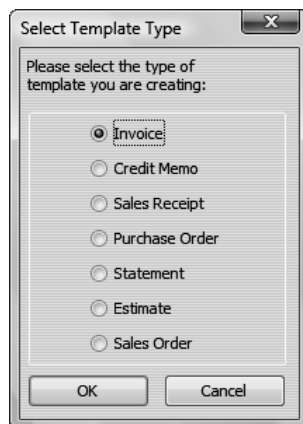 Select Template Type
Please select the type of
template you are creating:
Invoice
Credit Memo
Sales Receipt
Purchase Order
Statement
Estimate
Sales Order
OK
Cancel